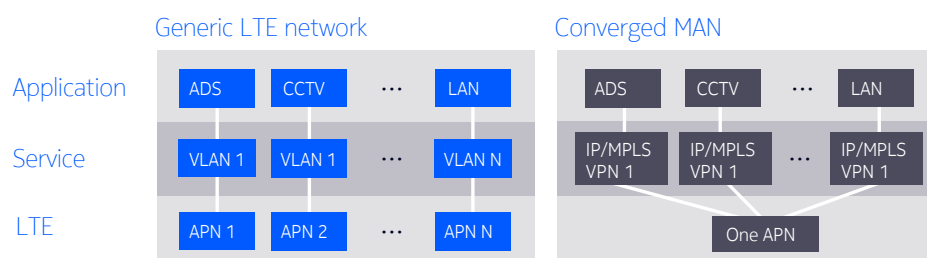 Generic LTE network
Converged MAN
Application
ADS
CCTV
...
LAN
ADS
CCTV
...
LAN
Service
VLAN 1
VLAN 1
...
VLAN N
IP/MPLS
VPN 1
IP/MPLS
VPN 1
...
IP/MPLS
VPN 1
LTE
APN 1
APN 2
...
APN N
One APN